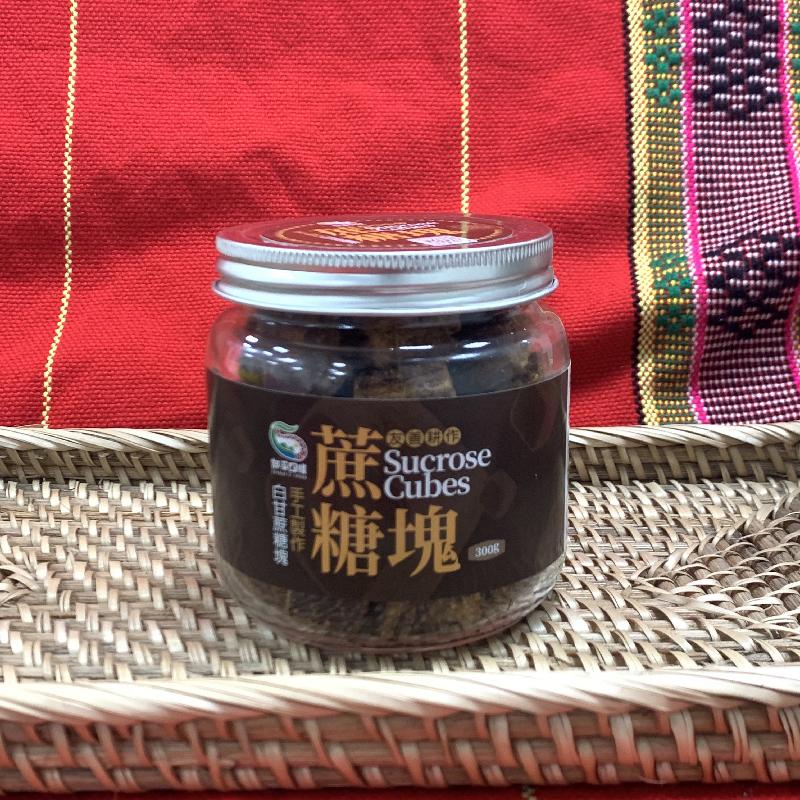 友善耕作
蔗糖塊
Sucrose
Cubes
300g
手工製作
白甘蔗糖塊